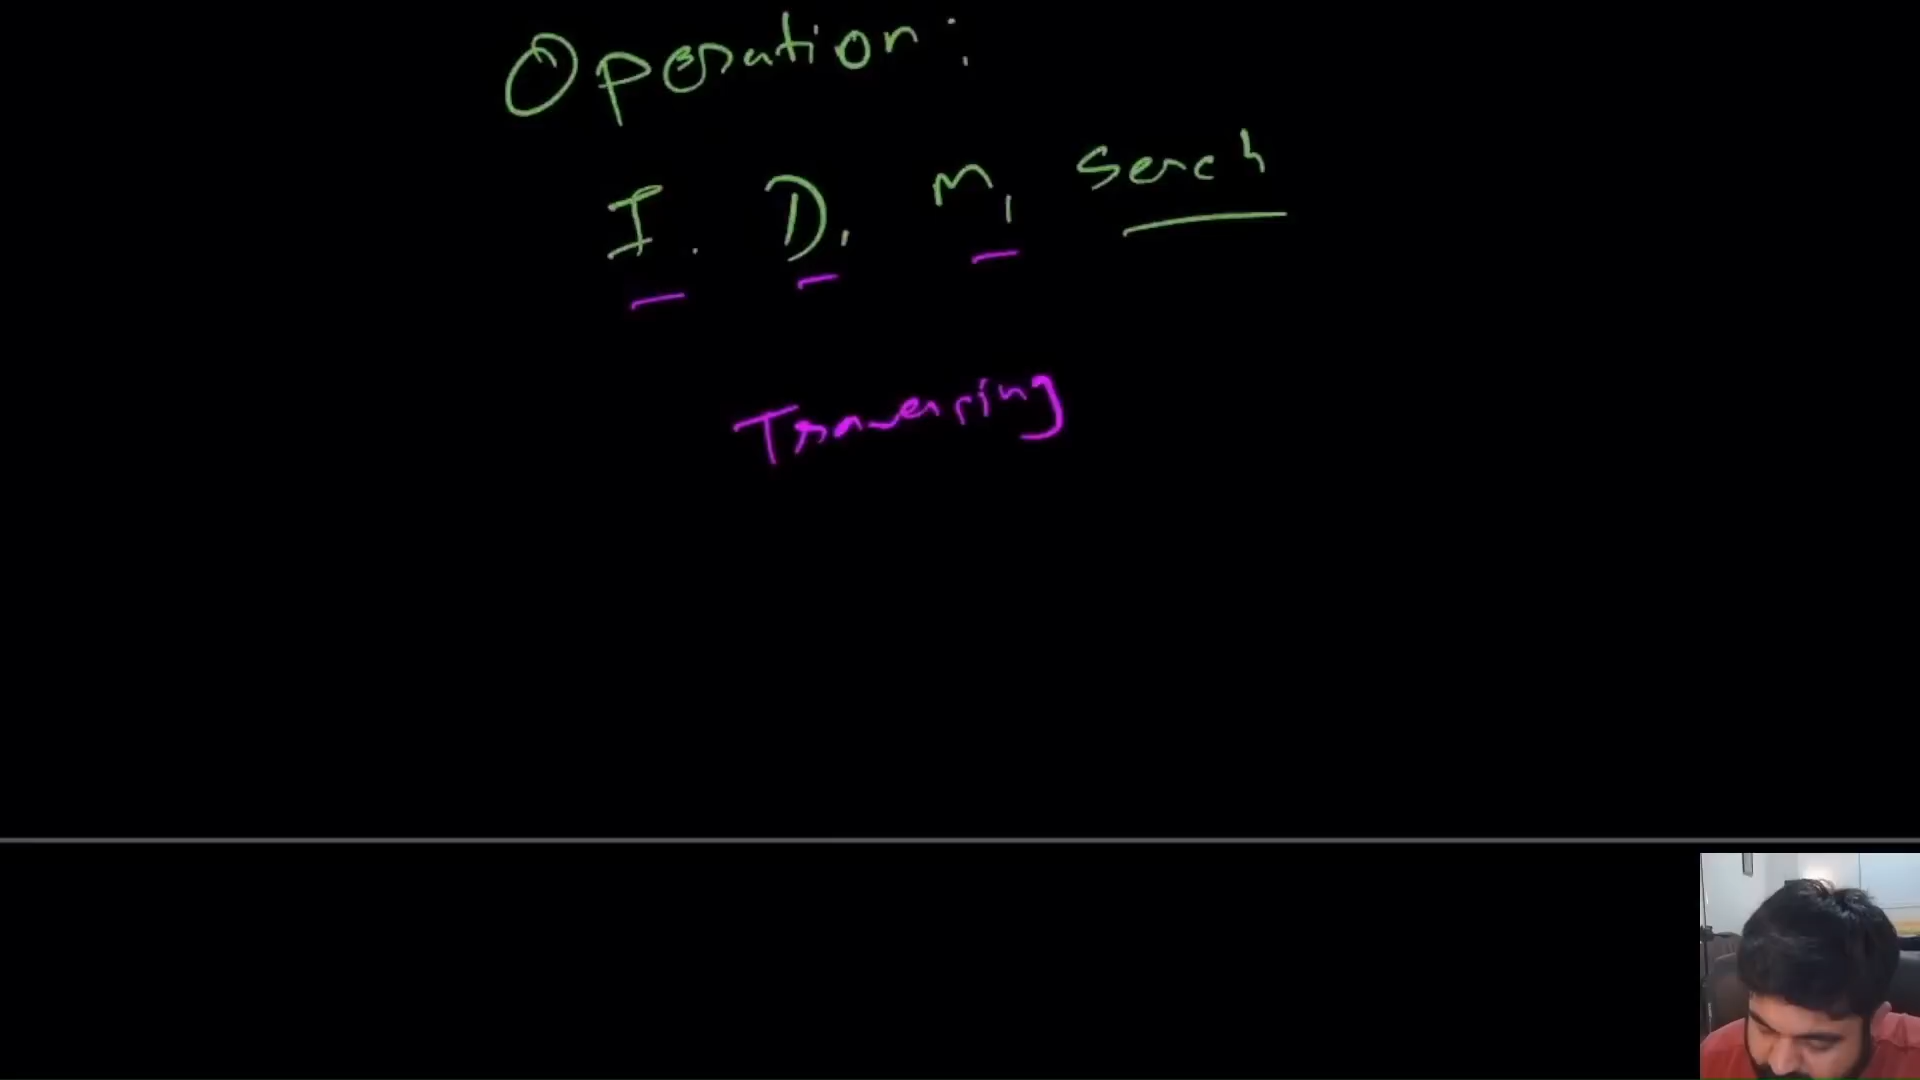 Operation:
I. D, M, Serch
Traversing